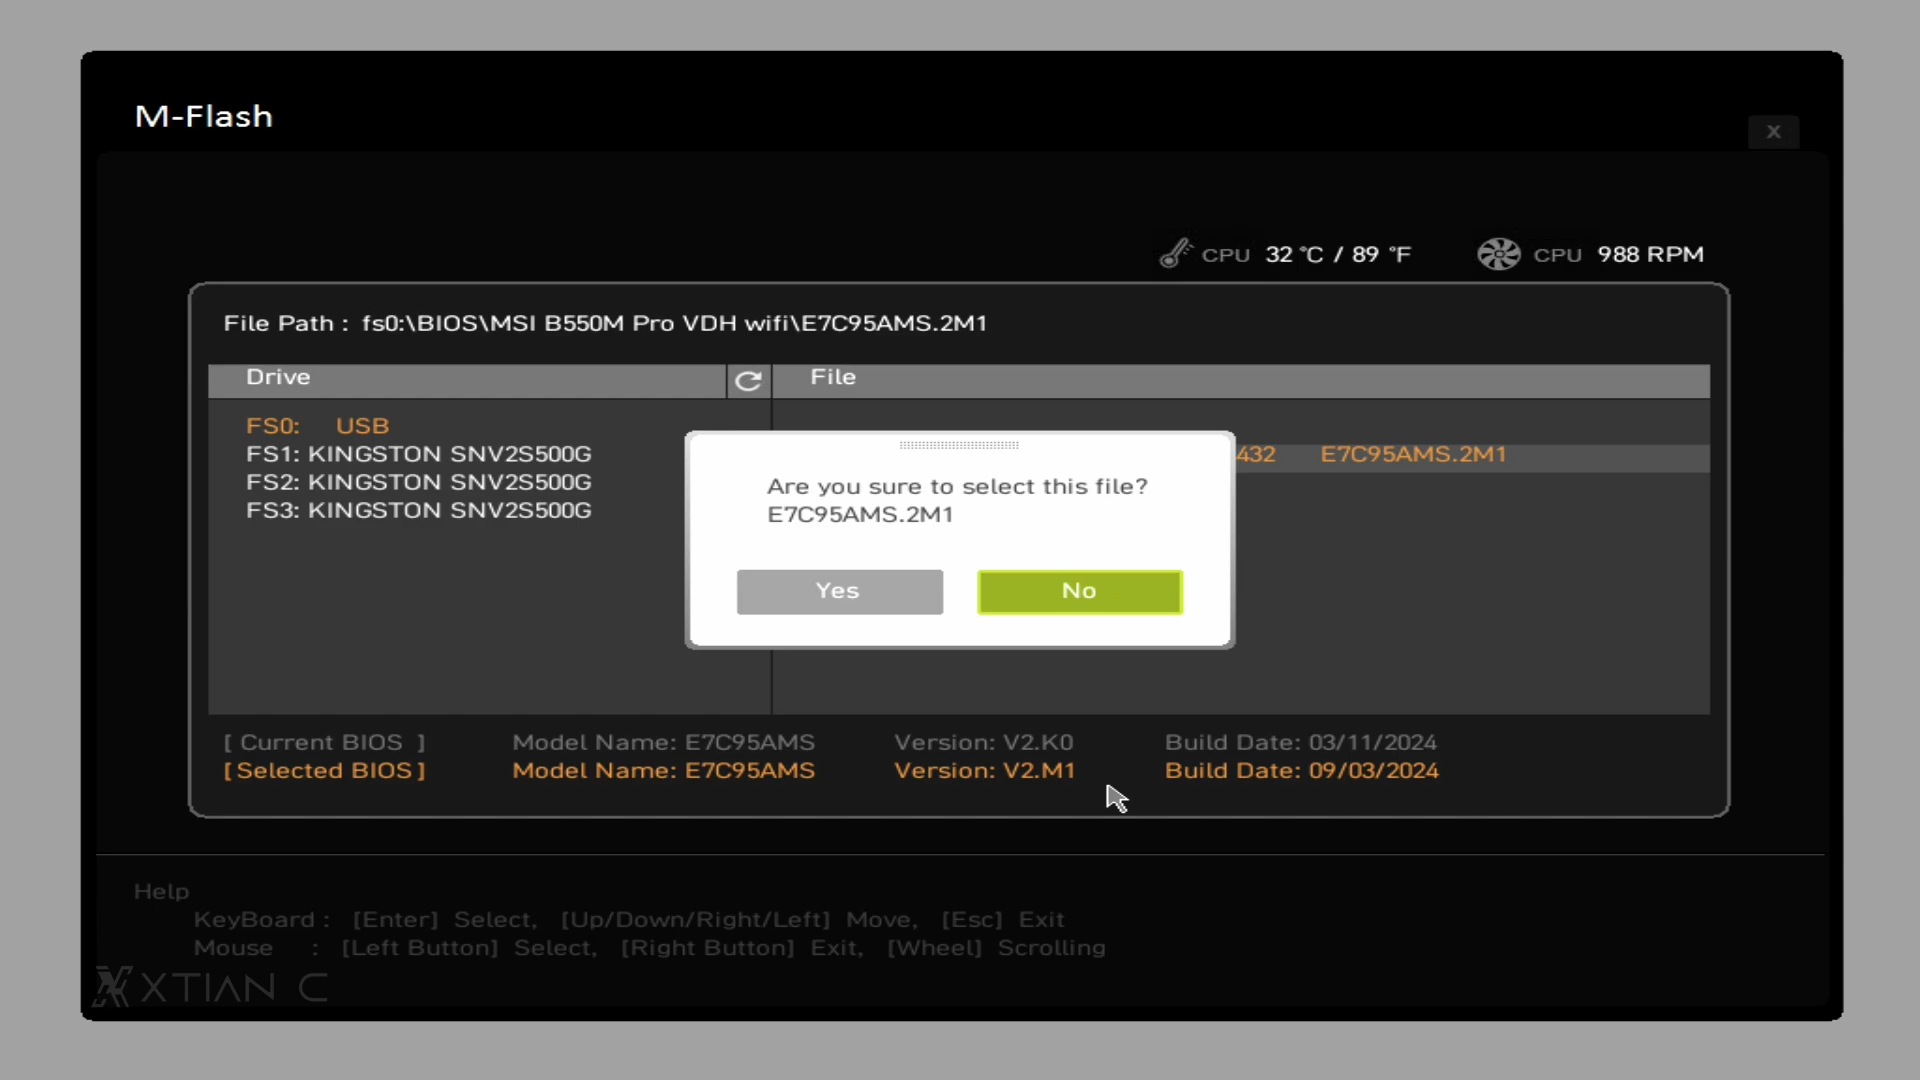 M-Flash
X
CPU 32 °C / 89 °F CPU 988 RPM
File Path : fs0:\BIOS\MSI B550M Pro VDH wifi\E7C95AMS.2M1
Drive File
FS0: USB
FS1: KINGSTON SNV2S500G
FS2: KINGSTON SNV2S500G
FS3: KINGSTON SNV2S500G
432 E7C95AMS.2M1
Are you sure to select this file?
E7C95AMS.2M1
Yes No
[ Current BIOS ] Model Name: E7C95AMS Version: V2.K0 Build Date: 03/11/2024
[Selected BIOS] Model Name: E7C95AMS Version: V2.M1 Build Date: 09/03/2024
Help
KeyBoard : [Enter] Select, [Up/Down/Right/Left] Move, [Esc] Exit
Mouse : [Left Button] Select, [Right Button] Exit, [Wheel] Scrolling
XTIAN C